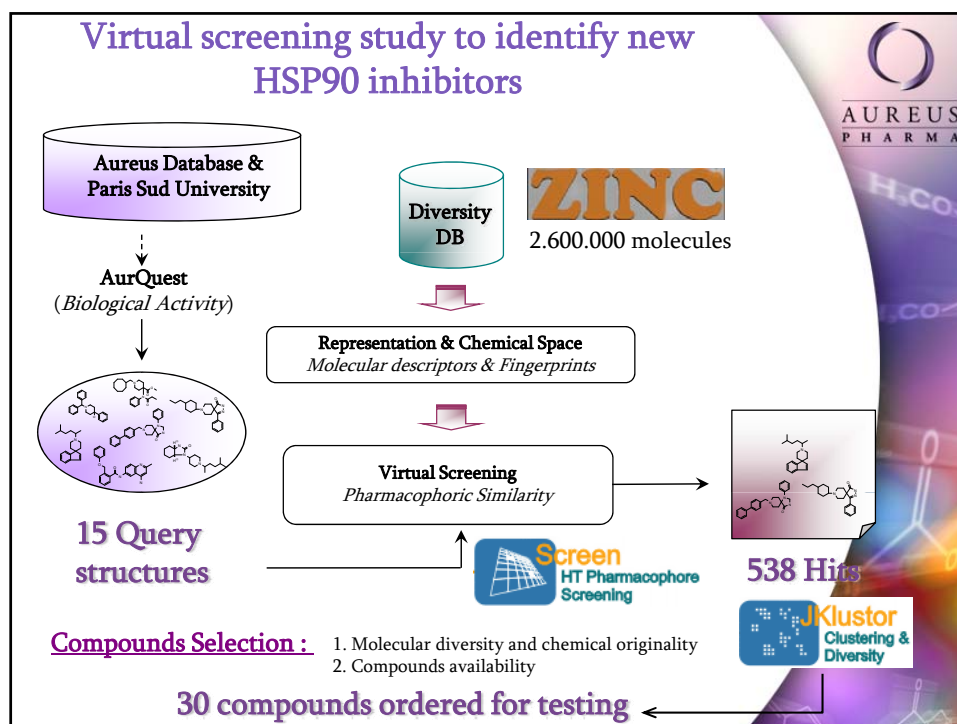 Virtual screening study to identify new
HSP90 inhibitors
AUREUS
PHARMA
Aureus Database &
Paris Sud University
Diversity
DB
ZINC
2.600.000 molecules
H₃CO
AurQuest
(Biological Activity)
Representation & Chemical Space
Molecular descriptors & Fingerprints
Virtual Screening
Pharmacophoric Similarity
15 Query
structures
Screen
HT Pharmacophore
Screening
538 Hits
JKlustor
Clustering &
Diversity
Compounds Selection :
1. Molecular diversity and chemical originality
2. Compounds availability
30 compounds ordered for testing